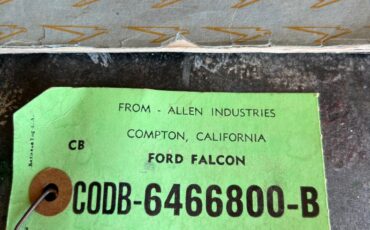 FROM - ALLEN INDUSTRIES
COMPTON, CALIFORNIA
CB
FORD FALCON
CODB-6466800-B